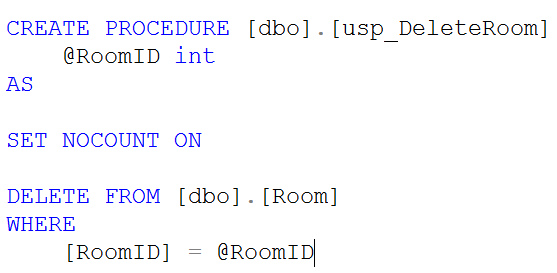 CREATE PROCEDURE [dbo].[usp_DeleteRoom]
@RoomID int
AS
SET NOCOUNT ON
DELETE FROM [dbo].[Room]
WHERE
[RoomID] = @RoomID